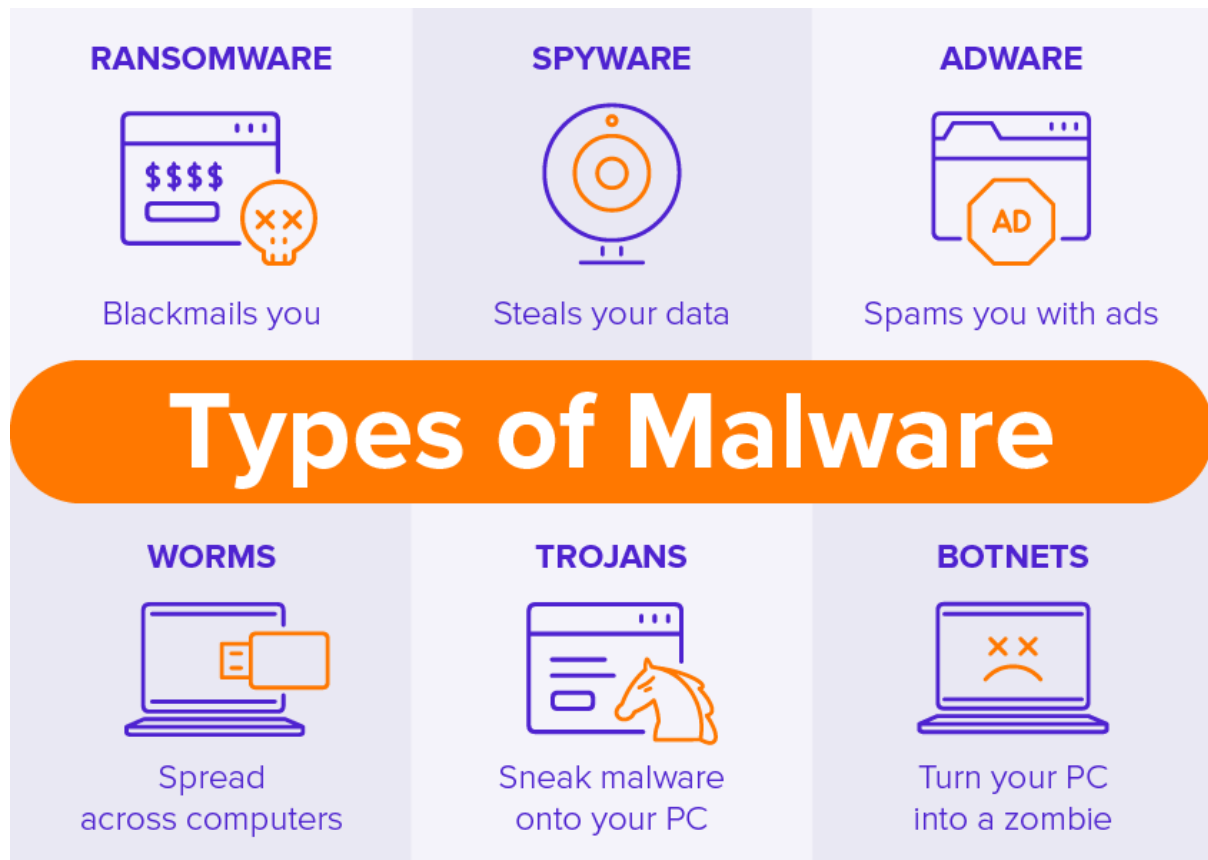 RANSOMWARE
SPYWARE
ADWARE
$$$$
AD
Blackmails you
Steals your data
Spams you with ads
Types of Malware
WORMS
TROJANS
BOTNETS
Spread
across computers
Sneak malware
onto your PC
Turn your PC
into a zombie